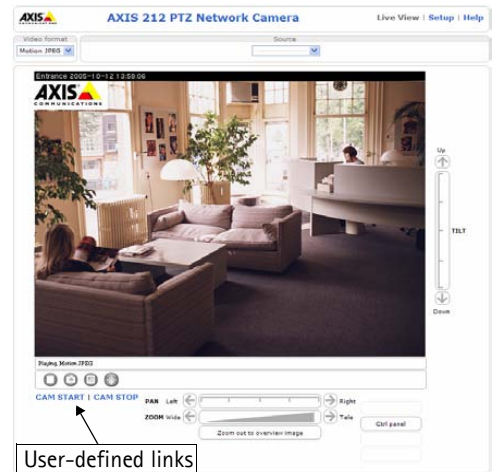 AXIS
COMMUNICATIONS
AXIS 212 PTZ Network Camera
Live View | Setup | Help
Video format
Motion JPEG
Source
Entrance 2005-10-12 13:58:06
AXIS
COMMUNICATIONS
Up
TILT
Down
Playing, Motion JPEG
CAM START | CAM STOP
PAN Left Right
ZOOM Wide Tele
Ctrl panel
Zoom out to overview image
User-defined links